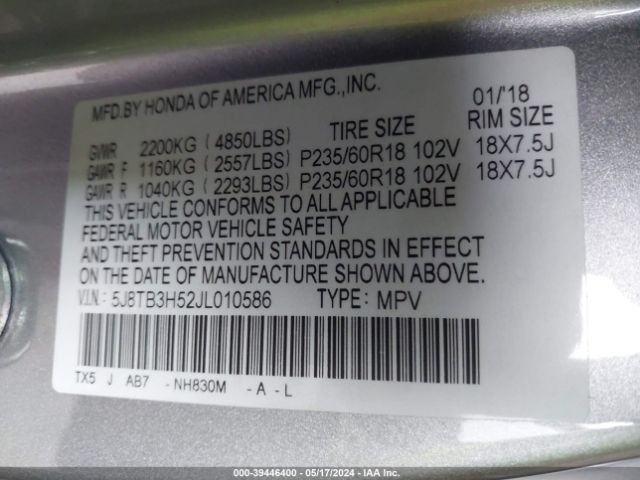 MFD.BY HONDA OF AMERICA MFG.,INC. 01/'18
GVWR 2200KG ( 4850LBS) TIRE SIZE RIM SIZE
GAWR F 1160KG ( 2557LBS) P235/60R18 102V 18X7.5J
GAWR R 1040KG ( 2293LBS) P235/60R18 102V 18X7.5J
THIS VEHICLE CONFORMS TO ALL APPLICABLE
FEDERAL MOTOR VEHICLE SAFETY
AND THEFT PREVENTION STANDARDS IN EFFECT
ON THE DATE OF MANUFACTURE SHOWN ABOVE.
V.I.N.: 5J8TB3H52JL010586 TYPE: MPV
TX5 J AB7 - NH830M - A - L
000-39446400 - 05/17/2024 - IAA Inc.